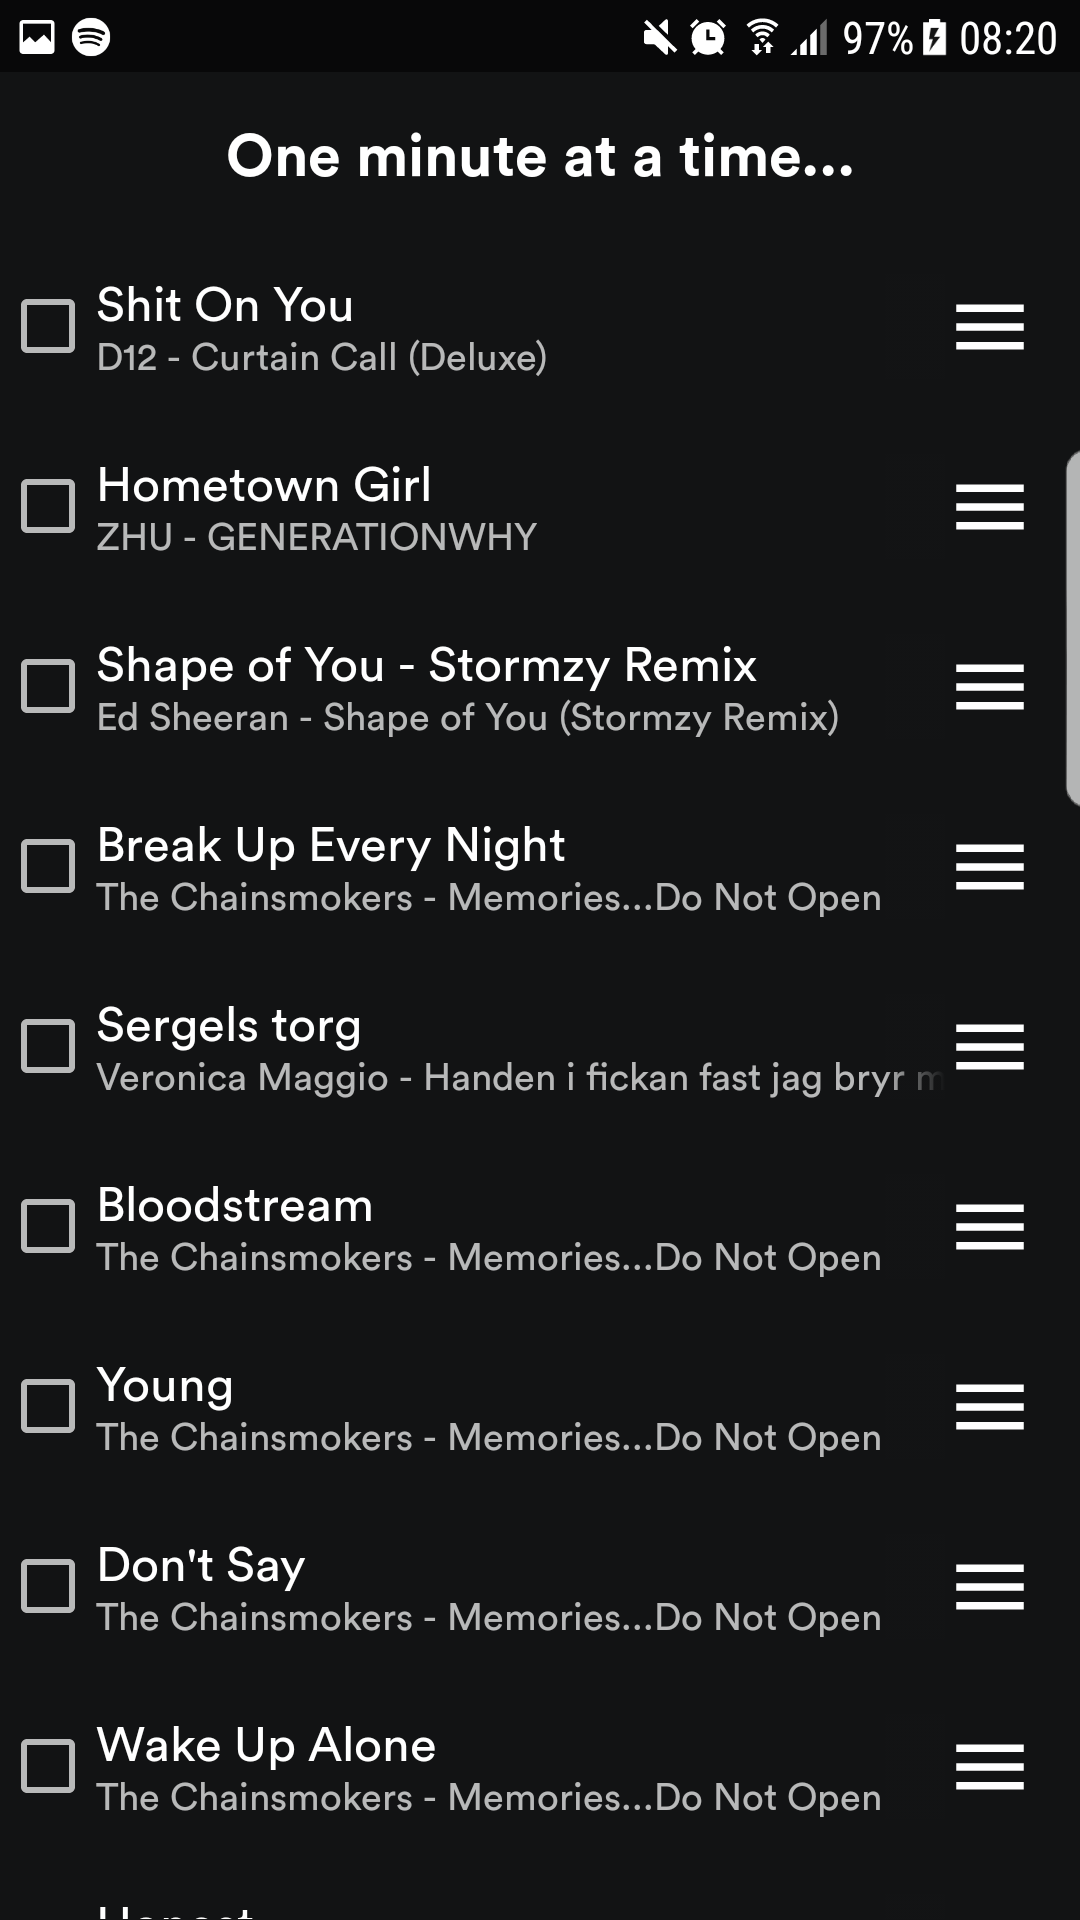 97% 08:20
One minute at a time...
Shit On You
D12 - Curtain Call (Deluxe)
Hometown Girl
ZHU - GENERATIONWHY
Shape of You - Stormzy Remix
Ed Sheeran - Shape of You (Stormzy Remix)
Break Up Every Night
The Chainsmokers - Memories...Do Not Open
Sergels torg
Veronica Maggio - Handen i fickan fast jag bryr m
Bloodstream
The Chainsmokers - Memories...Do Not Open
Young
The Chainsmokers - Memories...Do Not Open
Don't Say
The Chainsmokers - Memories...Do Not Open
Wake Up Alone
The Chainsmokers - Memories...Do Not Open